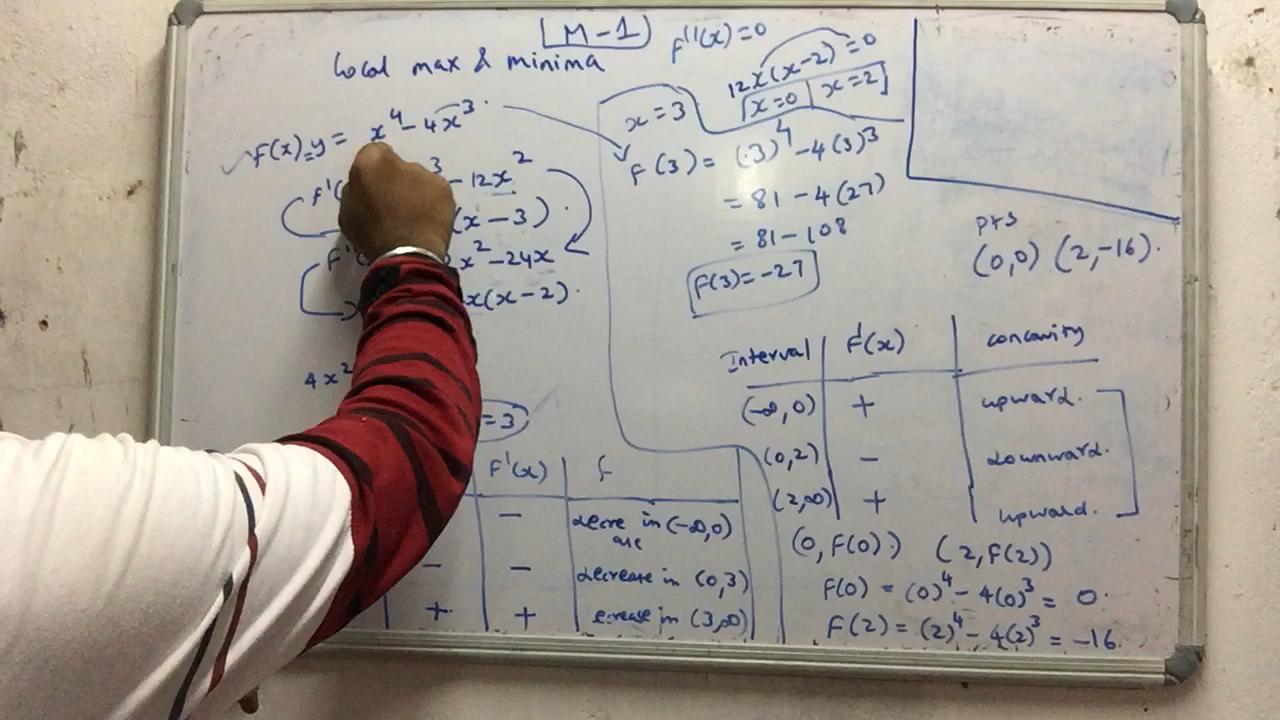 M-1
Local max & minima
F(x)=y = x⁴ - 4x³
f'( ³ - 12x²
(x - 3)
F'( x² - 24x
x(x - 2)
4x²
= 3
F'(x) f
- decrease in (-∞,0)
- - decrease in (0,3)
+ + ecrease in (3,∞)
F''(x)=0
12x(x-2)=0
x=0 x=2
x=3
f(3) = (3)⁴ - 4(3)³
= 81 - 4(27)
= 81 - 108
F(3) = -27
pts
(0,0) (2,-16).
Interval F'(x) concavity
(-∞,0) + upward.
(0,2) - downward.
(2,∞) + upward.
(0,F(0)) (2,F(2))
F(0) = (0)⁴ - 4(0)³ = 0.
F(2) = (2)⁴ - 4(2)³ = -16.